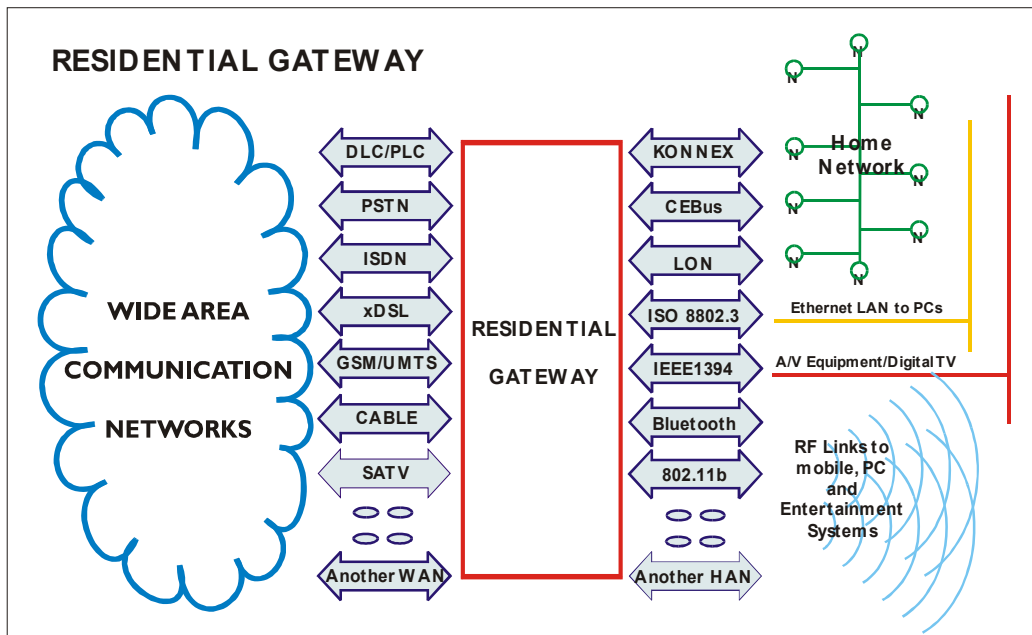 RESIDENTIAL GATEWAY
WIDE AREA
COMMUNICATION
NETWORKS
DLC/PLC
PSTN
ISDN
xDSL
GSM/UMTS
CABLE
SATV
Another WAN
RESIDENTIAL
GATEWAY
KONNEX
CEBus
LON
ISO 8802.3
IEEE1394
Bluetooth
802.11b
Another HAN
N
N
N
N
Home
Network
N
N
N
N
N
N
Ethernet LAN to PCs
A/V Equipment/Digital TV
RF Links to
mobile, PC
and
Entertainment
Systems